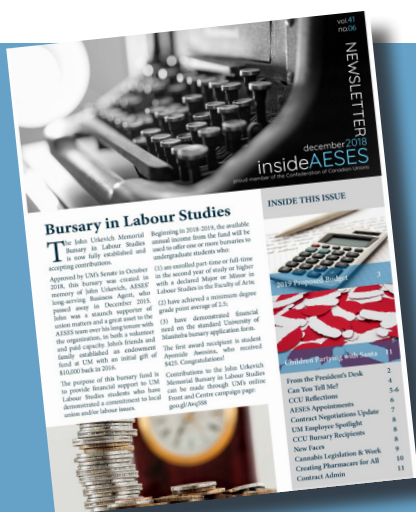 vol.41
no.06
NEWSLETTER
december2018
insideAESES
proud member of the Confederation of Canadian Unions
Bursary in Labour Studies
The John Urkevich Memorial
Bursary in Labour Studies
is now fully established and
accepting contributions.
Approved by UM'S Senate in October
2018, this bursary was created in
memory of John Urkevich, AESES'
long-serving Business Agent, who
passed away in December 2015.
John was a staunch supporter of
union matters and a great asset to the
AESES team over his long tenure with
the organization, in both a volunteer
and paid capacity. John's friends and
family established an endowment
fund at UM with an initial gift of
$10,000 back in 2016.
The purpose of this bursary fund is
to provide financial support to UM
Labour Studies students who have
demonstrated a commitment to local
union and/or labour issues.
Beginning in 2018-2019, the available
annual income from the fund will be
used to offer one or more bursaries to
undergraduate students who:
(1) are enrolled part-time or full-time
in the second year of study or higher
with a declared Major or Minor in
Labour Studies in the Faculty of Arts;
(2) have achieved a minimum degree
grade point average of 2.5;
(3) have demonstrated financial
need on the standard University of
Manitoba bursary application form.
The first award recipient is student
Ayorinde Awosina, who received
$425. Congratulations!
Contributions to the John Urkevich
Memorial Bursary in Labour Studies
can be made through UM's online
Front and Centre campaign page:
INSIDE THIS ISSUE
2019 Proposed Budget 3
Children Partying with Santa 11
From the President's Desk 2
Can You Tell Me? 4
CCU Reflections 5-6
AESES Appointments 6
Contract Negotiations Update 7
UM Employee Spotlight 8
CCU Bursary Recipients 8
New Faces 8
Cannabis Legislation & Work 9
Creating Pharmacare for All 10
Contract Admin 11